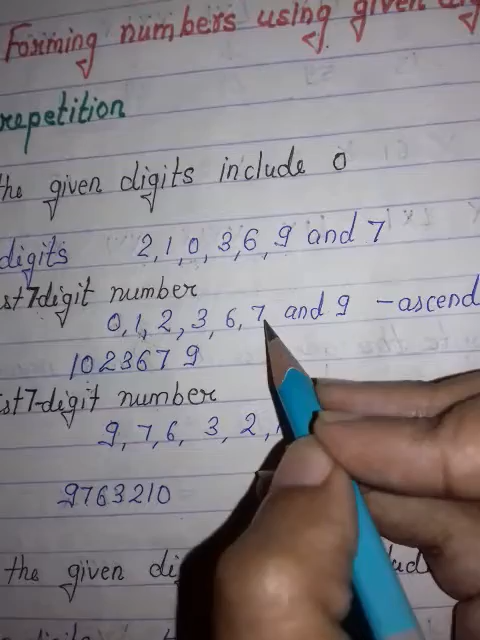 Forming numbers using given
repetition
the given digits include 0
digits 2, 1, 0, 3, 6, 9 and 7
st 7 digit number
0, 1, 2, 3, 6, 7 and 9 - ascend
1023679
st 7-digit number
9, 7, 6, 3, 2,
9763210
the given di